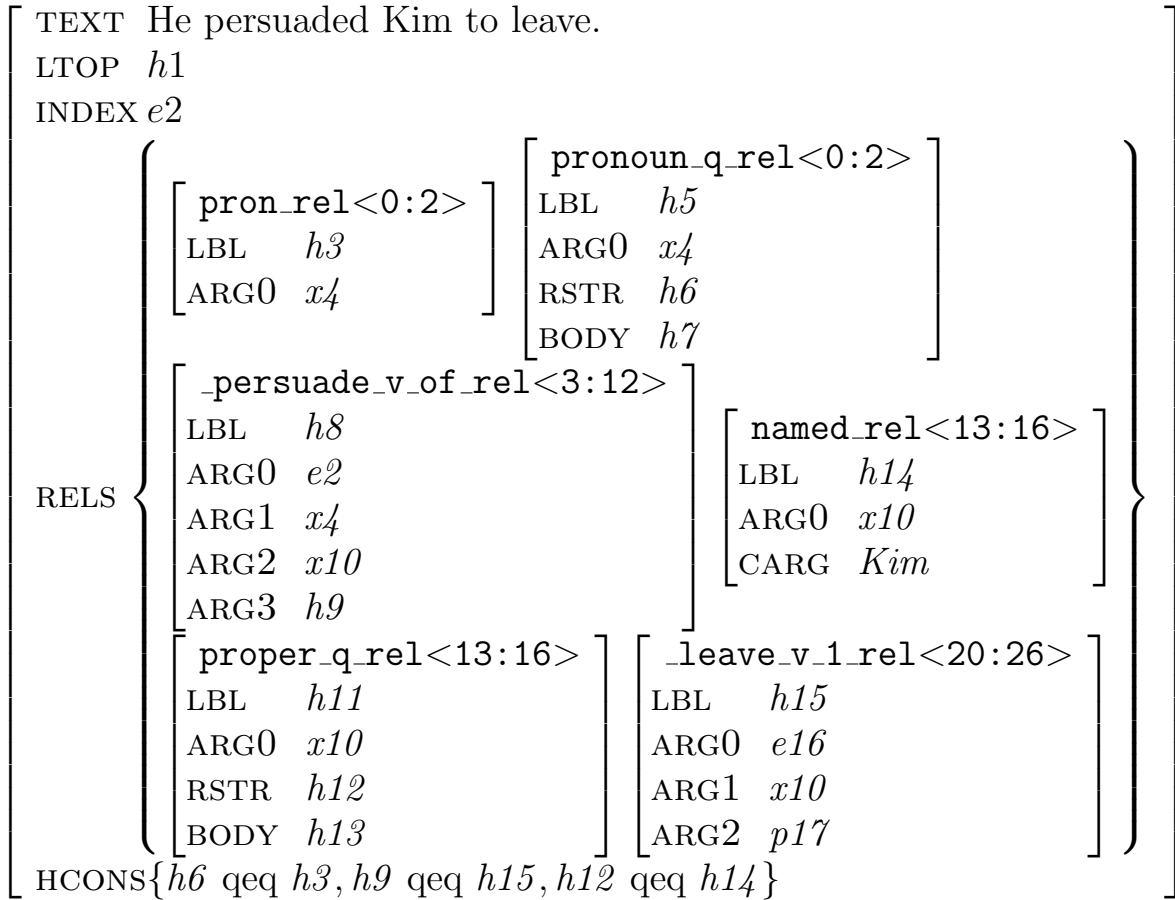 TEXT He persuaded Kim to leave.
LTOP h1
INDEX e2
pron_rel<0:2>
LBL h3
ARG0 x4
pronoun_q_rel<0:2>
LBL h5
ARG0 x4
RSTR h6
BODY h7
RELS
_persuade_v_of_rel<3:12>
LBL h8
ARG0 e2
ARG1 x4
ARG2 x10
ARG3 h9
named_rel<13:16>
LBL h14
ARG0 x10
CARG Kim
proper_q_rel<13:16>
LBL h11
ARG0 x10
RSTR h12
BODY h13
_leave_v_1_rel<20:26>
LBL h15
ARG0 e16
ARG1 x10
ARG2 p17
HCONS{h6 qeq h3, h9 qeq h15, h12 qeq h14}